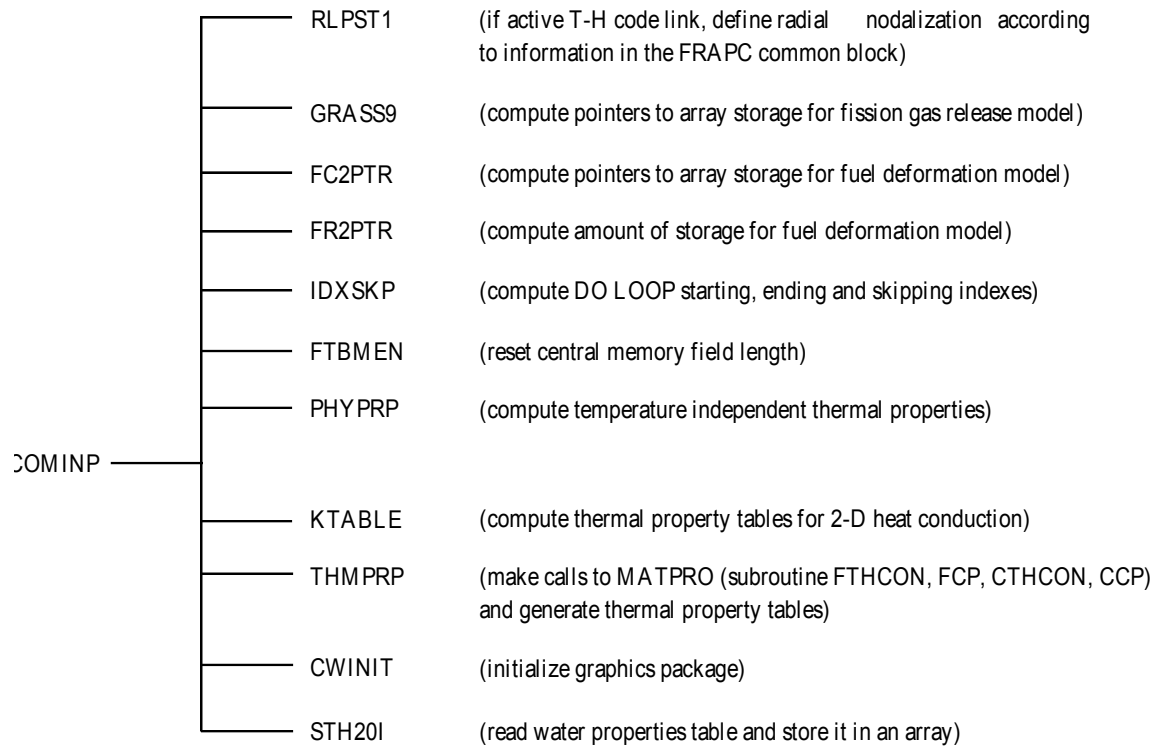 RLPST1 (if active T-H code link, define radial nodalization according
to information in the FRAPC common block)
GRASS9 (compute pointers to array storage for fission gas release model)
FC2PTR (compute pointers to array storage for fuel deformation model)
FR2PTR (compute amount of storage for fuel deformation model)
IDXSKP (compute DO LOOP starting, ending and skipping indexes)
FTBMEN (reset central memory field length)
PHYPRP (compute temperature independent thermal properties)
COMINP
KTABLE (compute thermal property tables for 2-D heat conduction)
THMPRP (make calls to MATPRO (subroutine FTHCON, FCP, CTHCON, CCP)
and generate thermal property tables)
CWINIT (initialize graphics package)
STH20I (read water properties table and store it in an array)